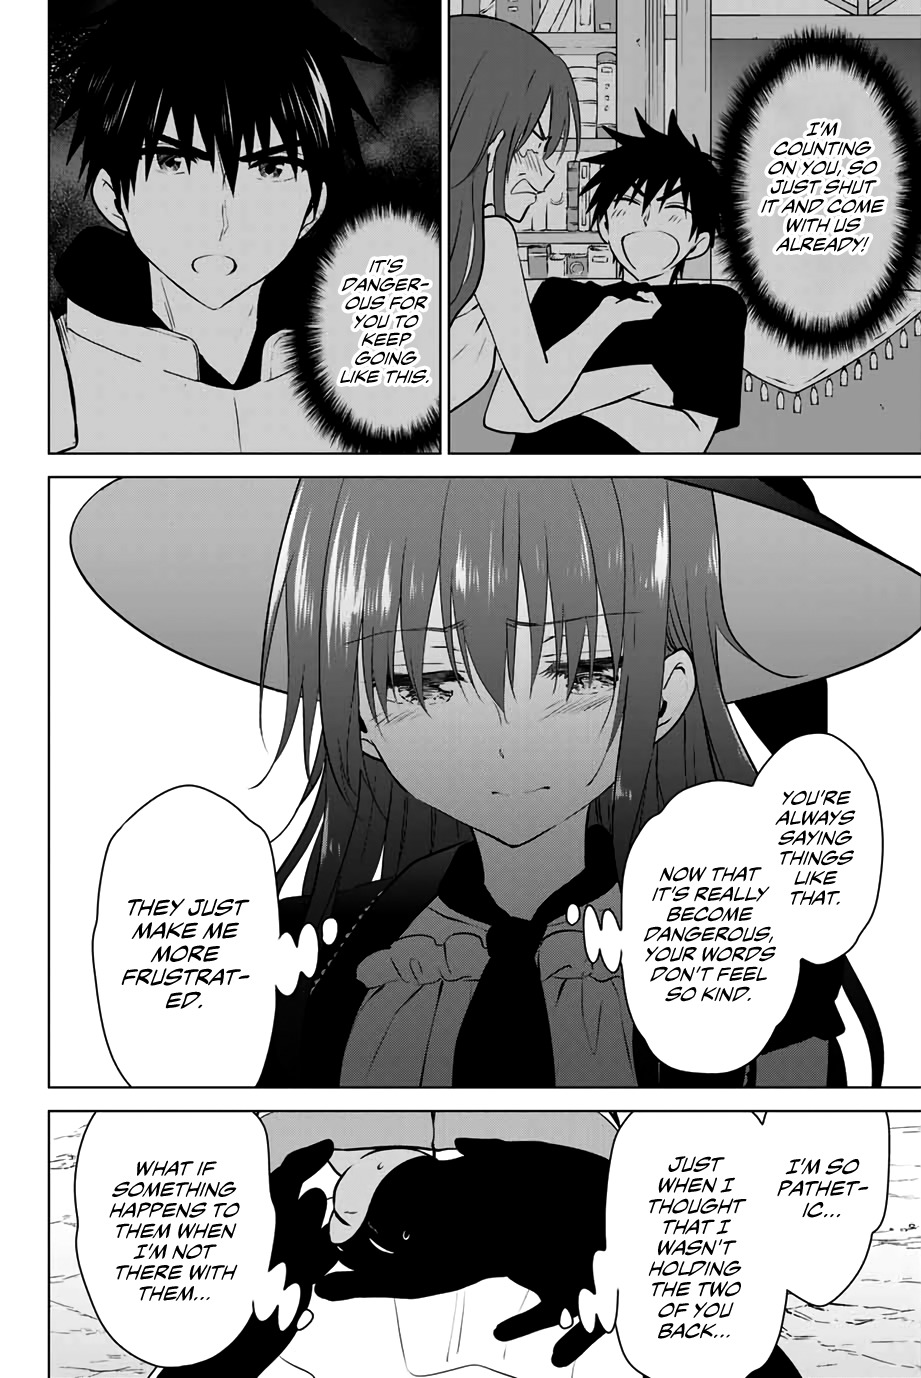 I'M
COUNTING
ON YOU, SO
JUST SHUT
IT AND COME
WITH US
ALREADY!
IT'S
DANGER-
OUS FOR
YOU TO
KEEP
GOING
LIKE THIS.
YOU'RE
ALWAYS
SAYING
THINGS
LIKE
THAT.
NOW THAT
IT'S REALLY
BECOME
DANGEROUS,
YOUR WORDS
DON'T FEEL
SO KIND.
THEY JUST
MAKE ME
MORE
FRUSTRAT-
ED.
I'M SO
PATHET-
IC...
JUST
WHEN I
THOUGHT
THAT I
WASN'T
HOLDING
THE TWO
OF YOU
BACK...
WHAT IF
SOMETHING
HAPPENS TO
THEM WHEN
I'M NOT
THERE WITH
THEM...